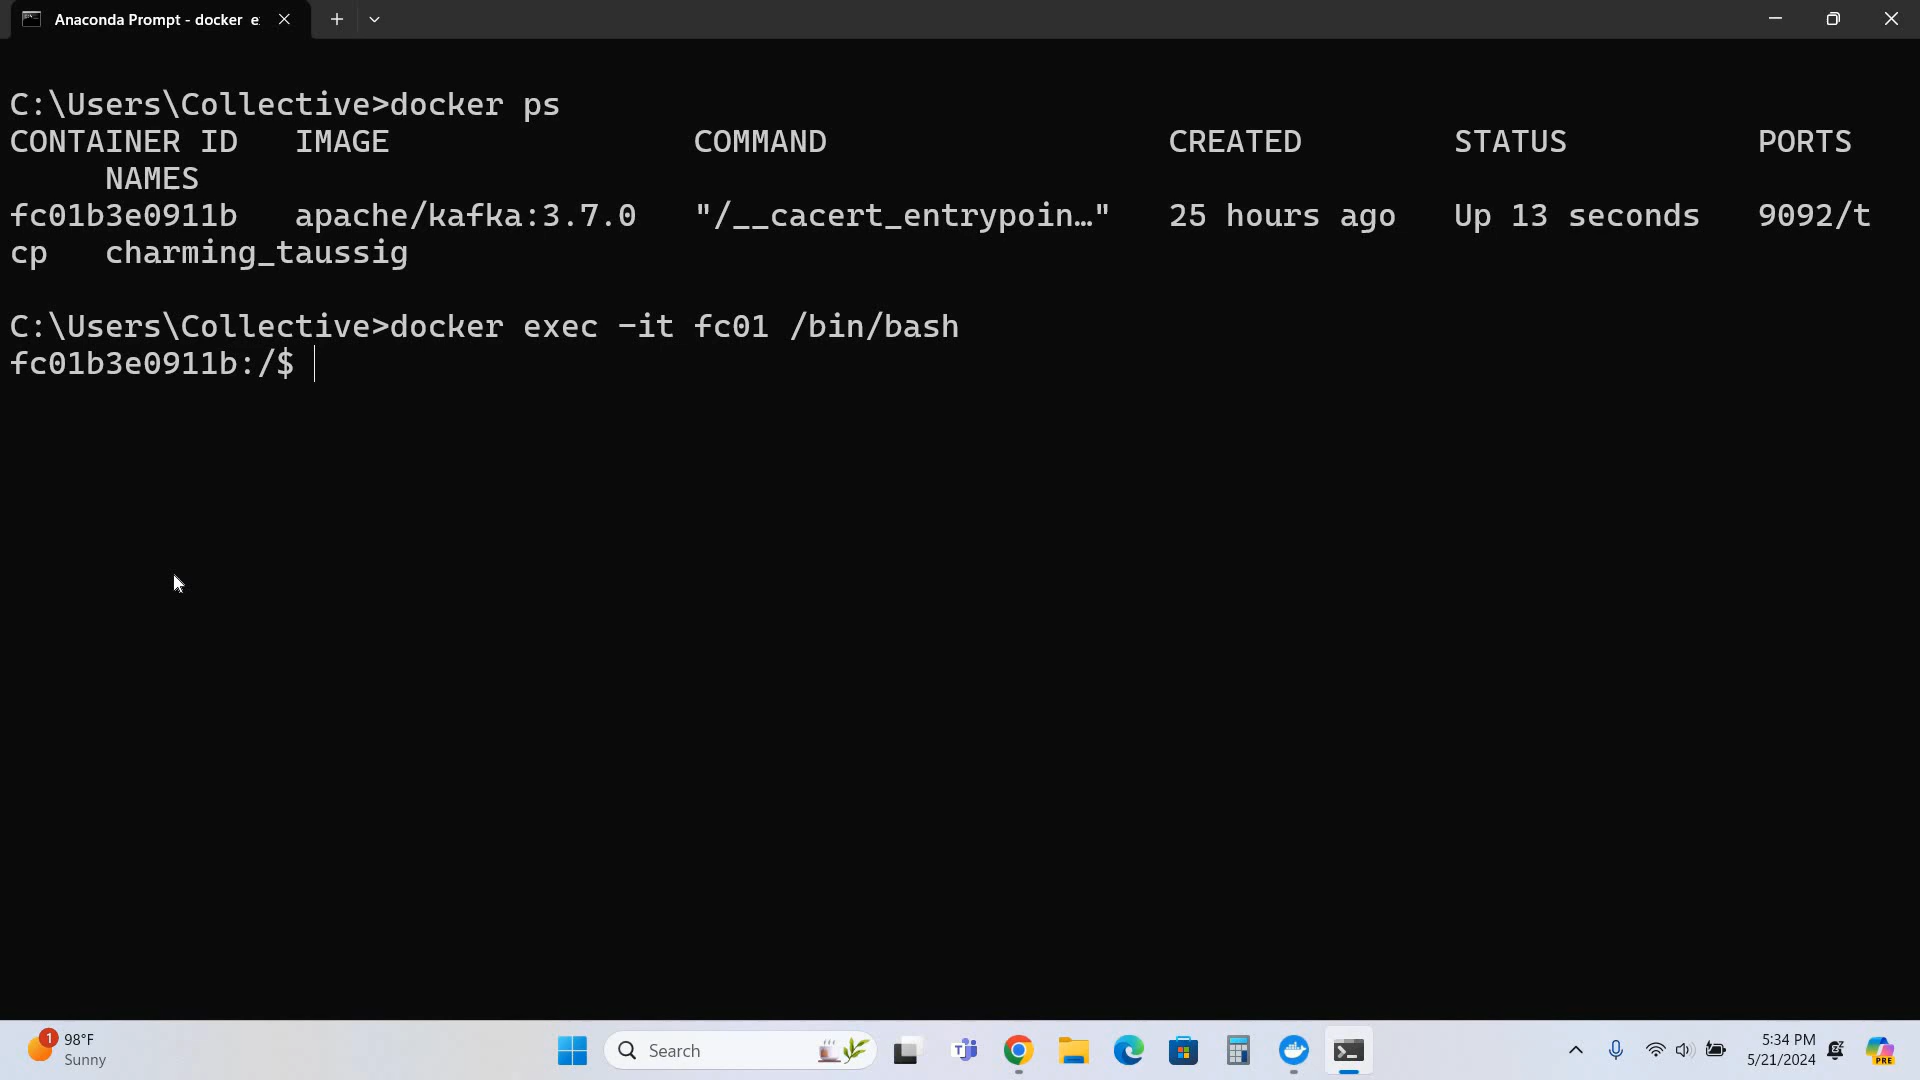 Anaconda Prompt - docker e
C:\Users\Collective>docker ps
CONTAINER ID   IMAGE                COMMAND                  CREATED        STATUS          PORTS
     NAMES
fc01b3e0911b   apache/kafka:3.7.0   "/__cacert_entrypoin…"   25 hours ago   Up 13 seconds   9092/t
cp   charming_taussig
C:\Users\Collective>docker exec -it fc01 /bin/bash
fc01b3e0911b:/$
1
98°F
Sunny
Search
5:34 PM
5/21/2024
PRE